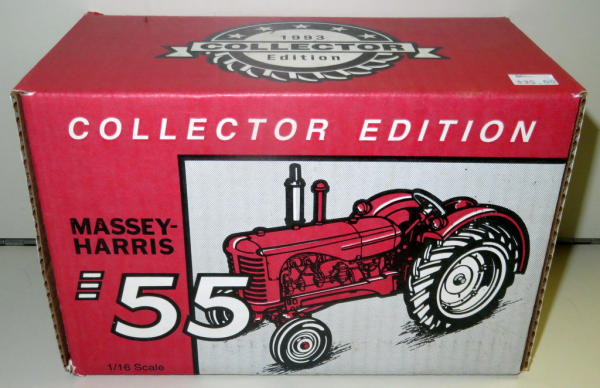 1993
COLLECTOR
Edition
COLLECTOR EDITION
MASSEY-
HARRIS
55
1/16 Scale